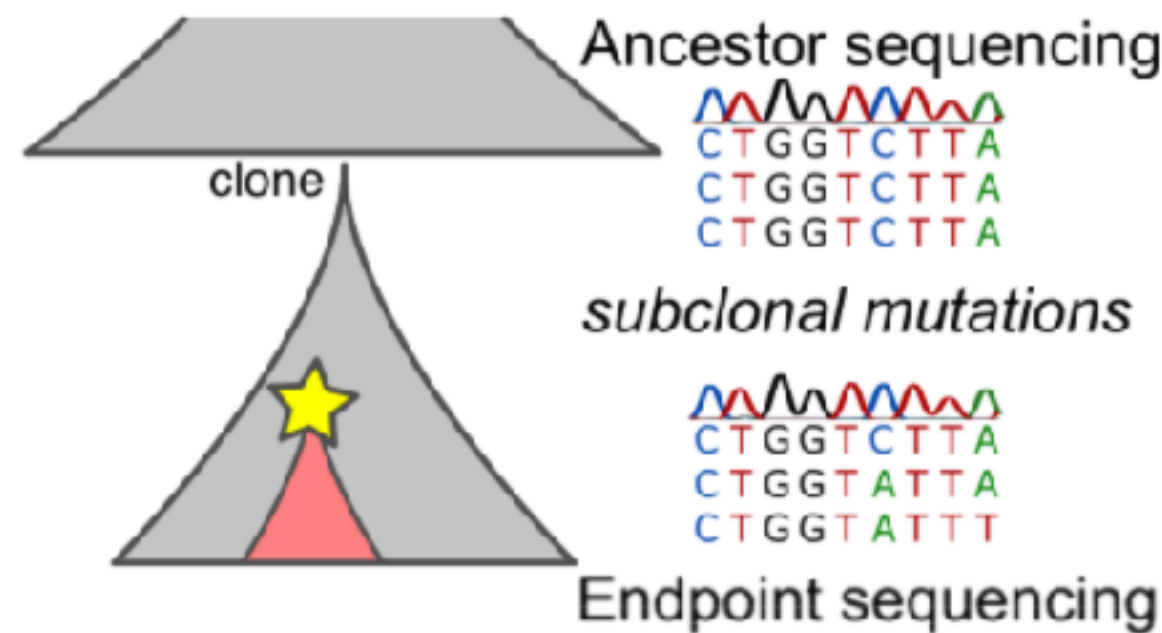 Ancestor sequencing
CTGGTCTTA
clone
CTGGTCTTA
CTGGTCTTA
subclonal mutations
CTGGTCTTA
CTGGTATTA
CTGGTATTT
Endpoint sequencing